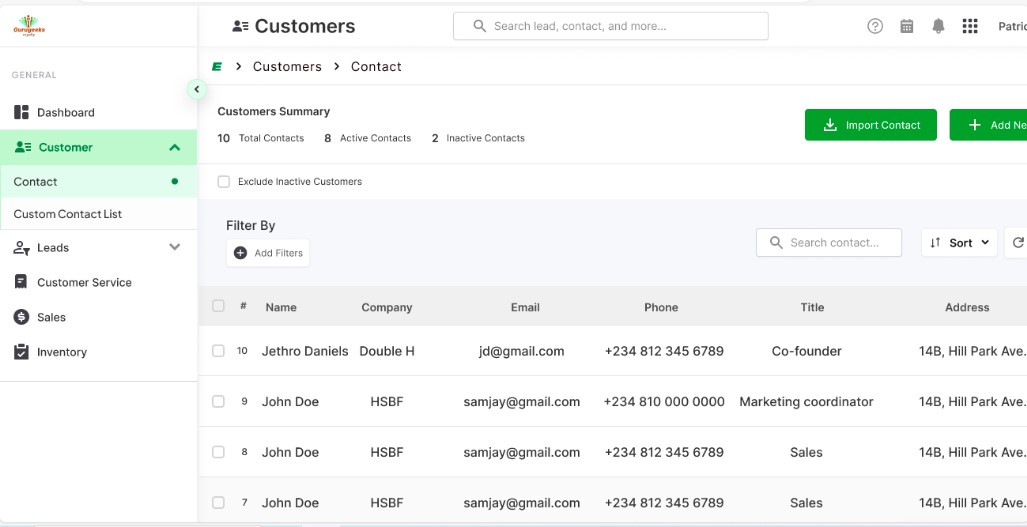 Customers
Search lead, contact, and more...
Patric
Gurugeeks
GENERAL
E > Customers > Contact
Dashboard
Customer
Contact
Custom Contact List
Leads
Customer Service
Sales
Inventory
Customers Summary
10 Total Contacts 8 Active Contacts 2 Inactive Contacts
Import Contact
+ Add Ne
Exclude Inactive Customers
Filter By
Add Filters
Search contact...
Sort
# Name Company Email Phone Title Address
10 Jethro Daniels Double H jd@gmail.com +234 812 345 6789 Co-founder 14B, Hill Park Ave.
9 John Doe HSBF samjay@gmail.com +234 810 000 0000 Marketing coordinator 14B, Hill Park Ave.
8 John Doe HSBF samjay@gmail.com +234 812 345 6789 Sales 14B, Hill Park Ave.
7 John Doe HSBF samjay@gmail.com +234 812 345 6789 Sales 14B, Hill Park Ave.